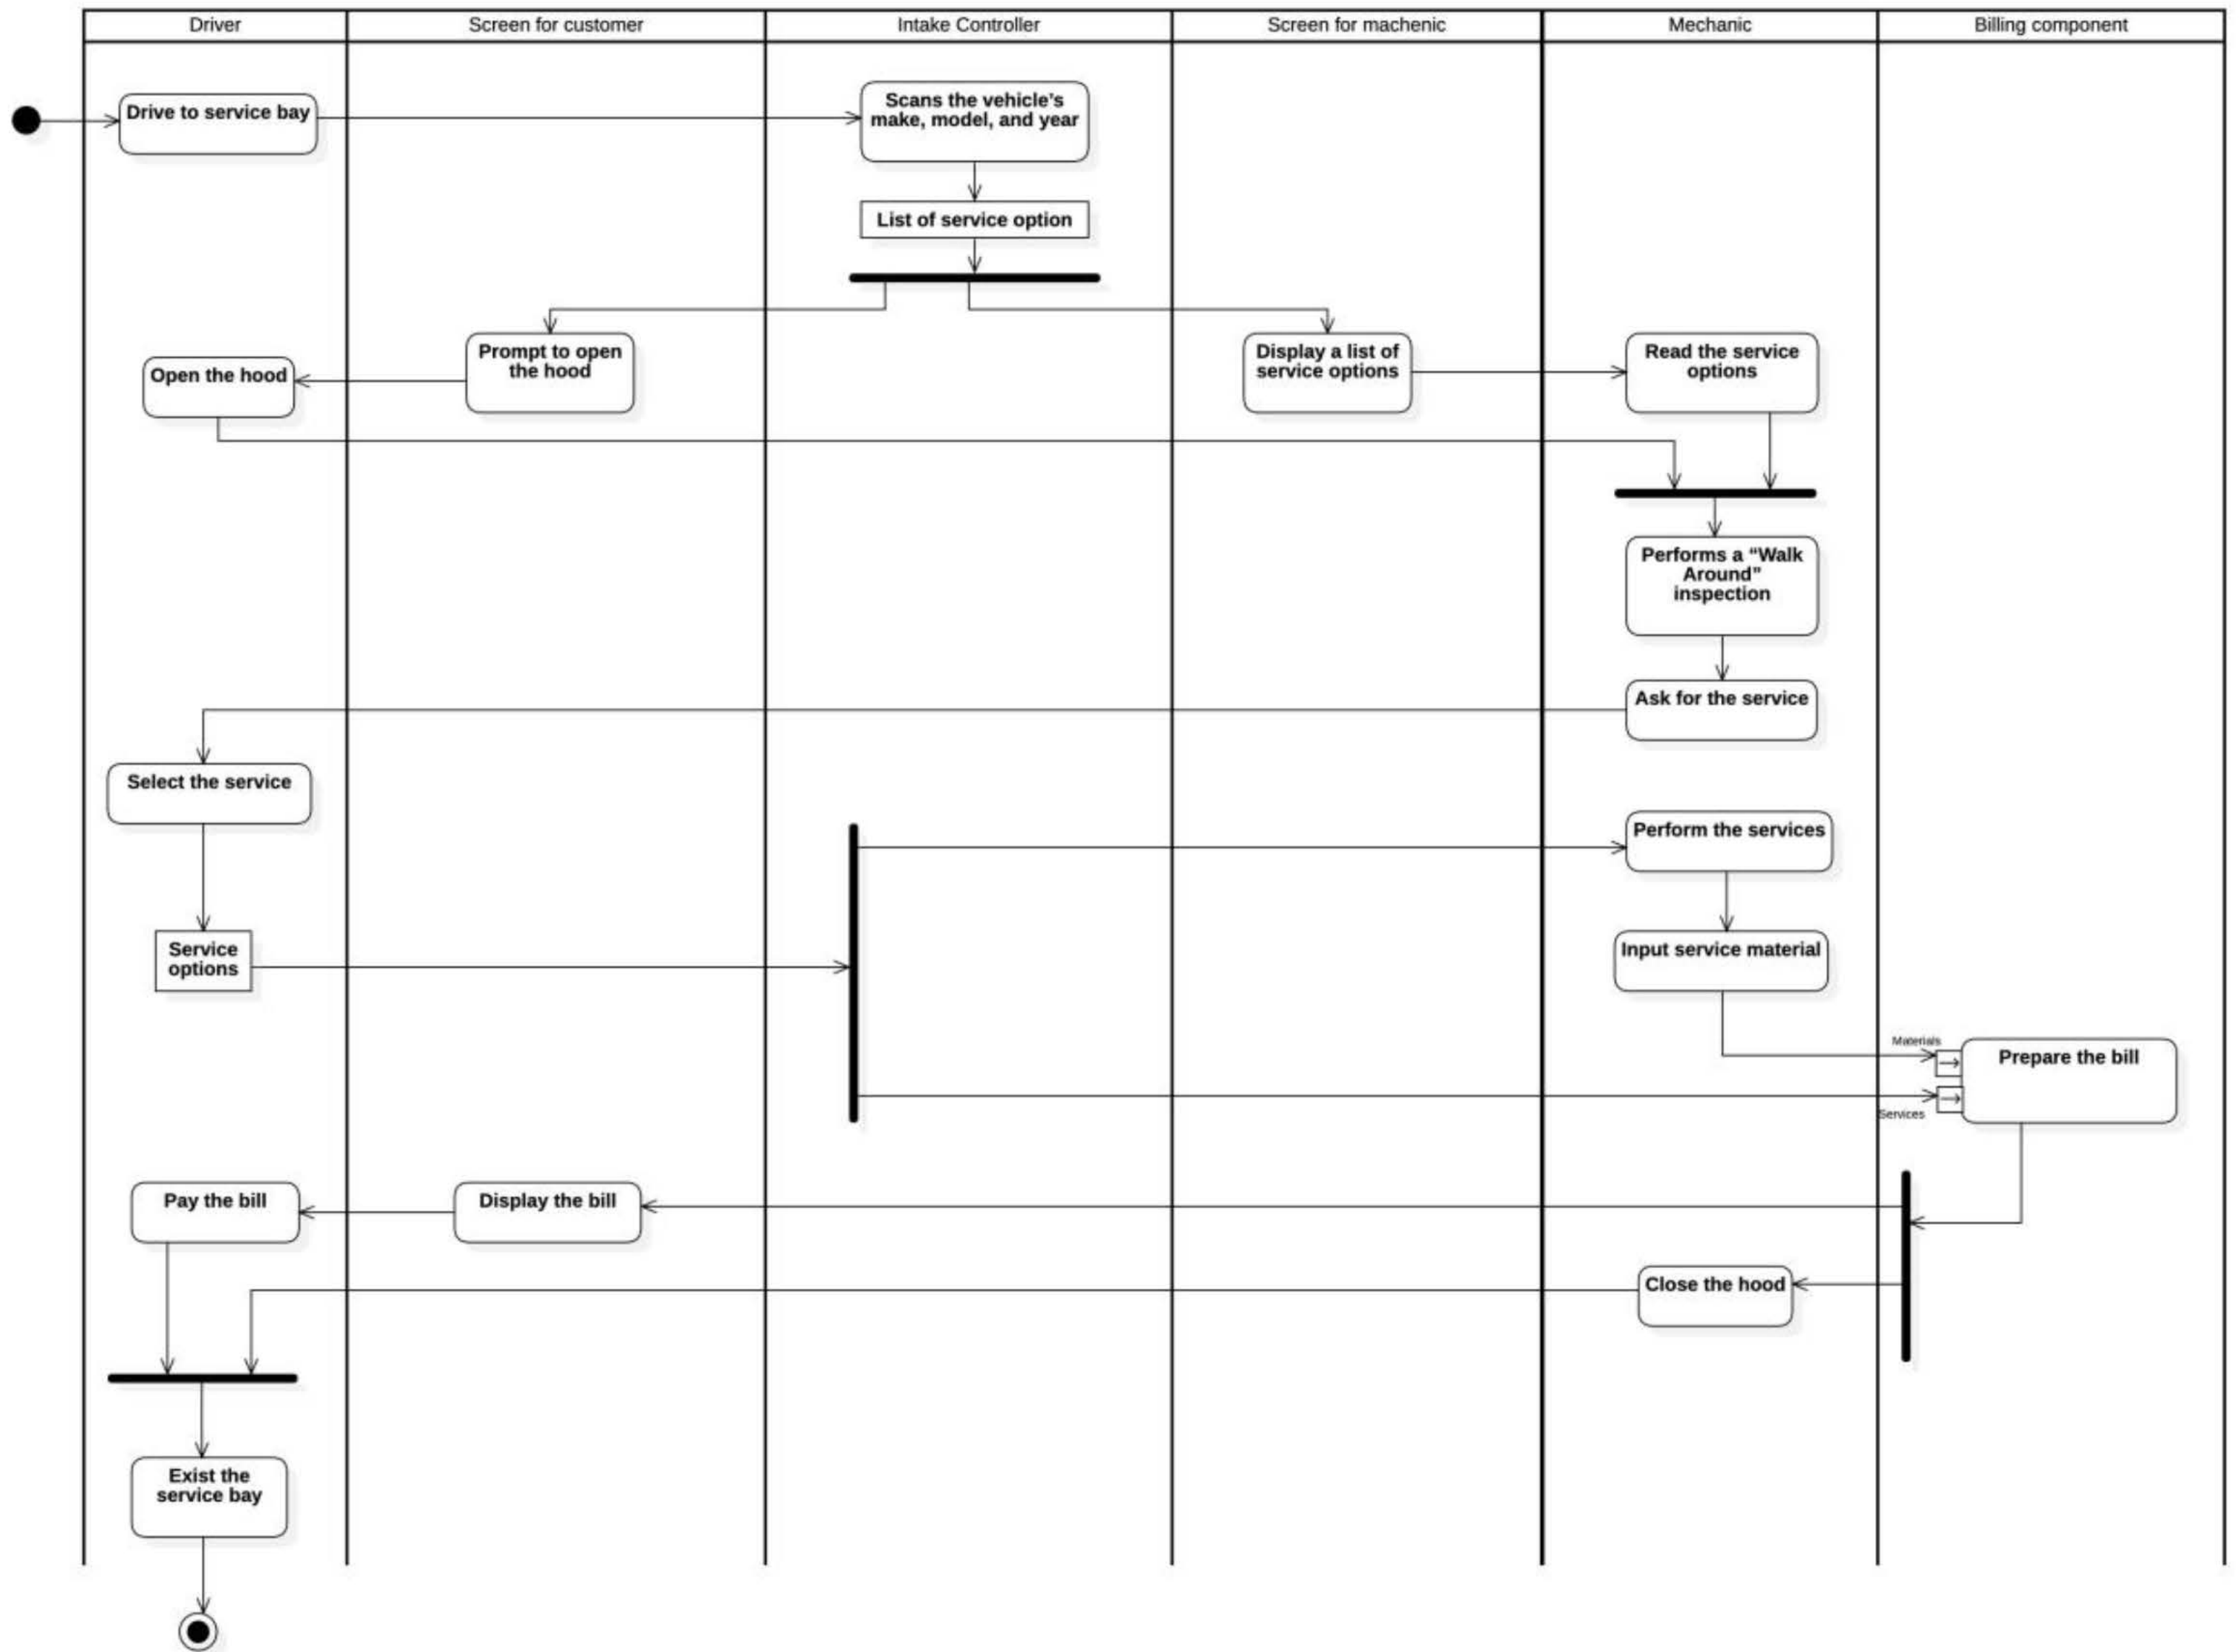 Driver
Screen for customer
Intake Controller
Screen for machenic
Mechanic
Billing component
Drive to service bay
Scans the vehicle's
make, model, and year
List of service option
Prompt to open
the hood
Open the hood
Display a list of
service options
Read the service
options
Performs a “Walk
Around”
inspection
Ask for the service
Select the service
Perform the services
Service
options
Input service material
Materials
Prepare the bill
Services
Pay the bill
Display the bill
Close the hood
Exist the
service bay